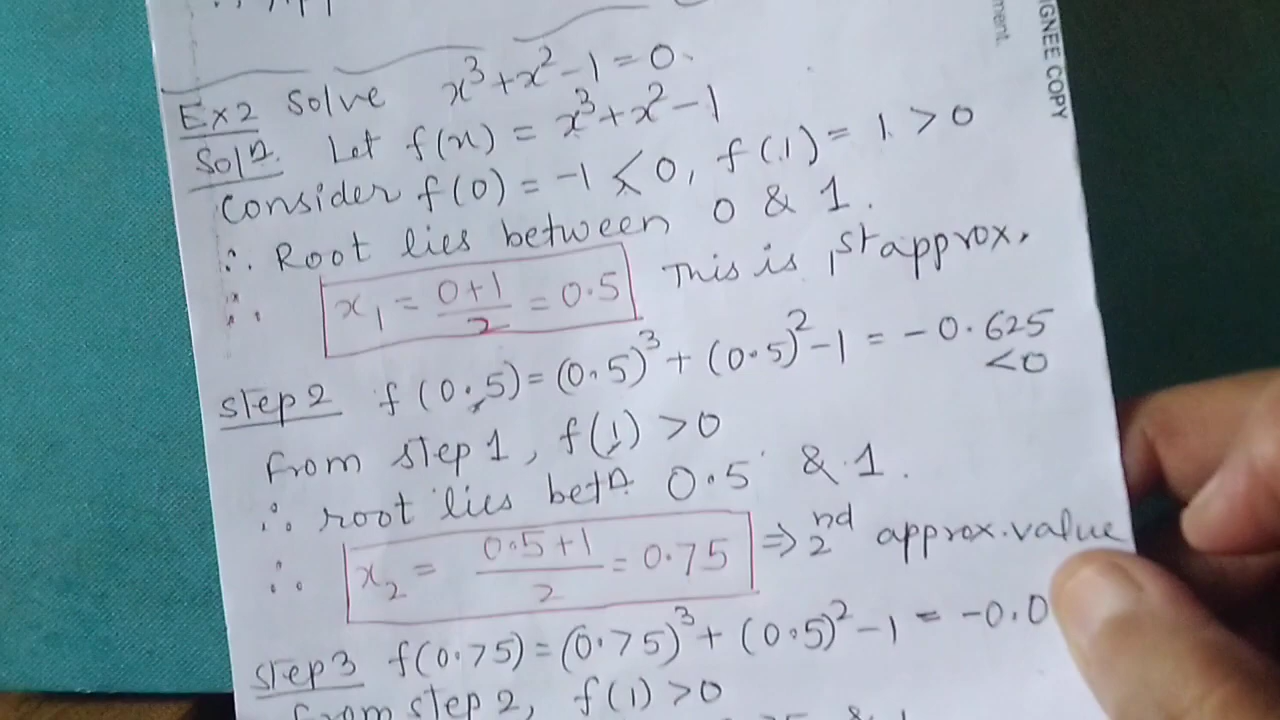 Ex2 Solve x³+x²-1=0.
Solⁿ. Let f(x) = x³+x²-1
Consider f(0) = -1 < 0, f(1) = 1 > 0
∴ Root lies between 0 & 1.
∴ x₁ = (0+1)/2 = 0.5 This is 1st approx.
Step 2 f(0.5) = (0.5)³ + (0.5)² - 1 = -0.625
<0
From step 1, f(1) > 0
∴ root lies betⁿ 0.5 & 1.
∴ x₂ = (0.5+1)/2 = 0.75 ⇒ 2nd approx. value
Step 3 f(0.75) = (0.75)³ + (0.5)² - 1 = -0.0
From step 2, f(1) > 0
& 1
IGNEE COPY
ment.